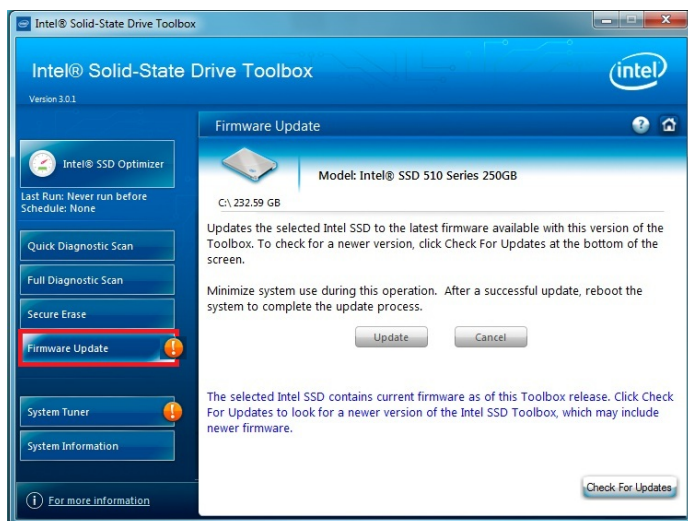 Intel® Solid-State Drive Toolbox
Intel® Solid-State Drive Toolbox
Version 3.0.1
intel
Firmware Update
?
Intel® SSD Optimizer
Last Run: Never run before
Schedule: None
Quick Diagnostic Scan
Full Diagnostic Scan
Secure Erase
Firmware Update
!
System Tuner
!
System Information
i For more information
Model: Intel® SSD 510 Series 250GB
C:\ 232.59 GB
Updates the selected Intel SSD to the latest firmware available with this version of the
Toolbox. To check for a newer version, click Check For Updates at the bottom of the
screen.
Minimize system use during this operation. After a successful update, reboot the
system to complete the update process.
Update
Cancel
The selected Intel SSD contains current firmware as of this Toolbox release. Click Check
For Updates to look for a newer version of the Intel SSD Toolbox, which may include
newer firmware.
Check For Updates